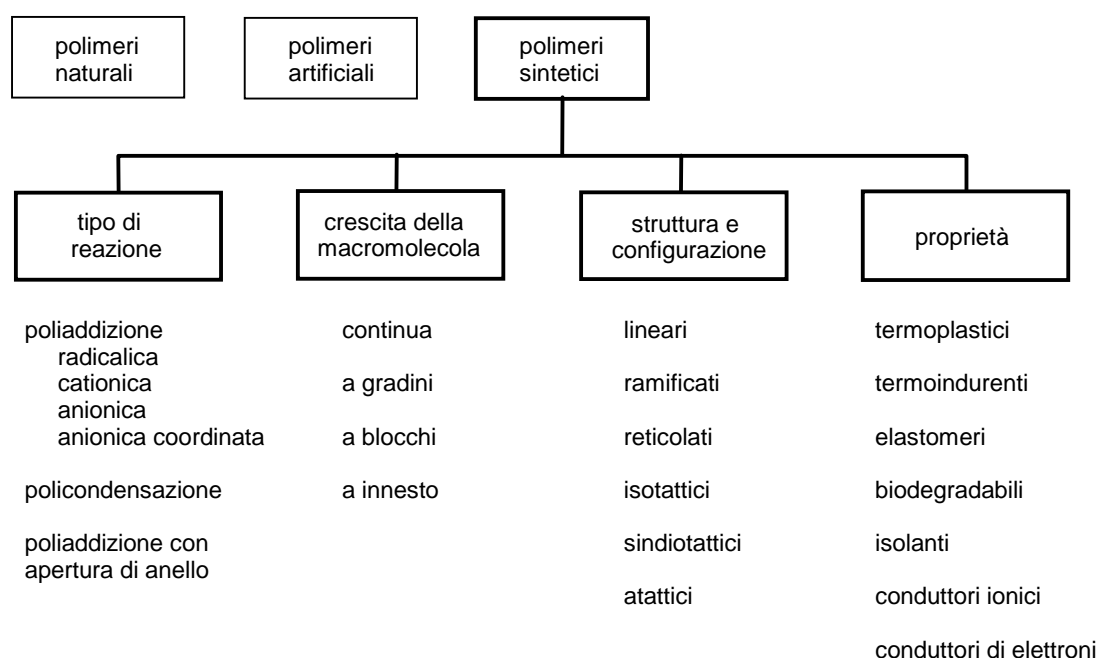 polimeri
naturali
polimeri
artificiali
polimeri
sintetici
tipo di
reazione
crescita della
macromolecola
struttura e
configurazione
proprietà
poliaddizione
radicalica
cationica
anionica
anionica coordinata
policondensazione
poliaddizione con
apertura di anello
continua
a gradini
a blocchi
a innesto
lineari
ramificati
reticolati
isotattici
sindiotattici
atattici
termoplastici
termoindurenti
elastomeri
biodegradabili
isolanti
conduttori ionici
conduttori di elettroni